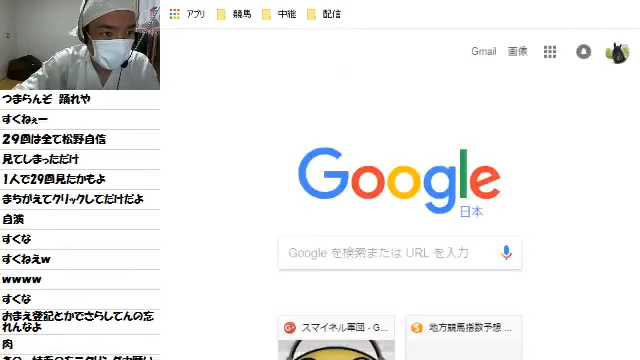 アプリ 競馬 中継 配信
Gmail 画像
つまらんぞ 踊れや
すくねぇー
29回は全て松野自信
見てしまっただけ
1人で29回見たかもよ
まちがえてクリックしてだけだよ
自演
すくな
すくねえw
wwww
すくな
おまえ登記とかでさらしてんの忘
れんなよ
肉
Google
日本
Google を検索または URL を入力
スマイネル軍団 - G...
地方競馬指数予想 ...